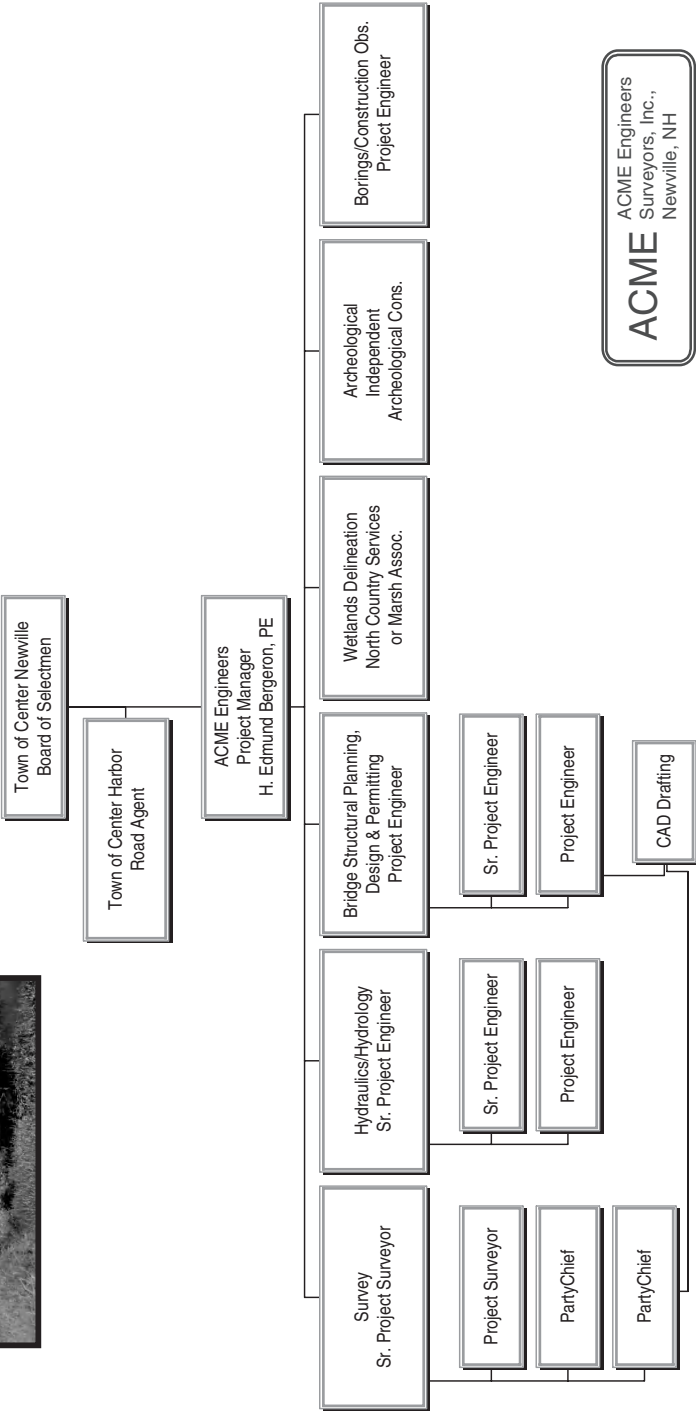 Town of Center Newville
Board of Selectmen
Town of Center Harbor
Road Agent
ACME Engineers
Project Manager
H. Edmund Bergeron, PE
Survey
Sr. Project Surveyor
Project Surveyor
PartyChief
PartyChief
Hydraulics/Hydrology
Sr. Project Engineer
Sr. Project Engineer
Project Engineer
Bridge Structural Planning,
Design & Permitting
Project Engineer
Sr. Project Engineer
Project Engineer
CAD Drafting
Wetlands Delineation
North Country Services
or Marsh Assoc.
Archeological
Independent
Archeological Cons.
Borings/Construction Obs.
Project Engineer
ACME
ACME Engineers
Surveyors, Inc.,
Newville, NH